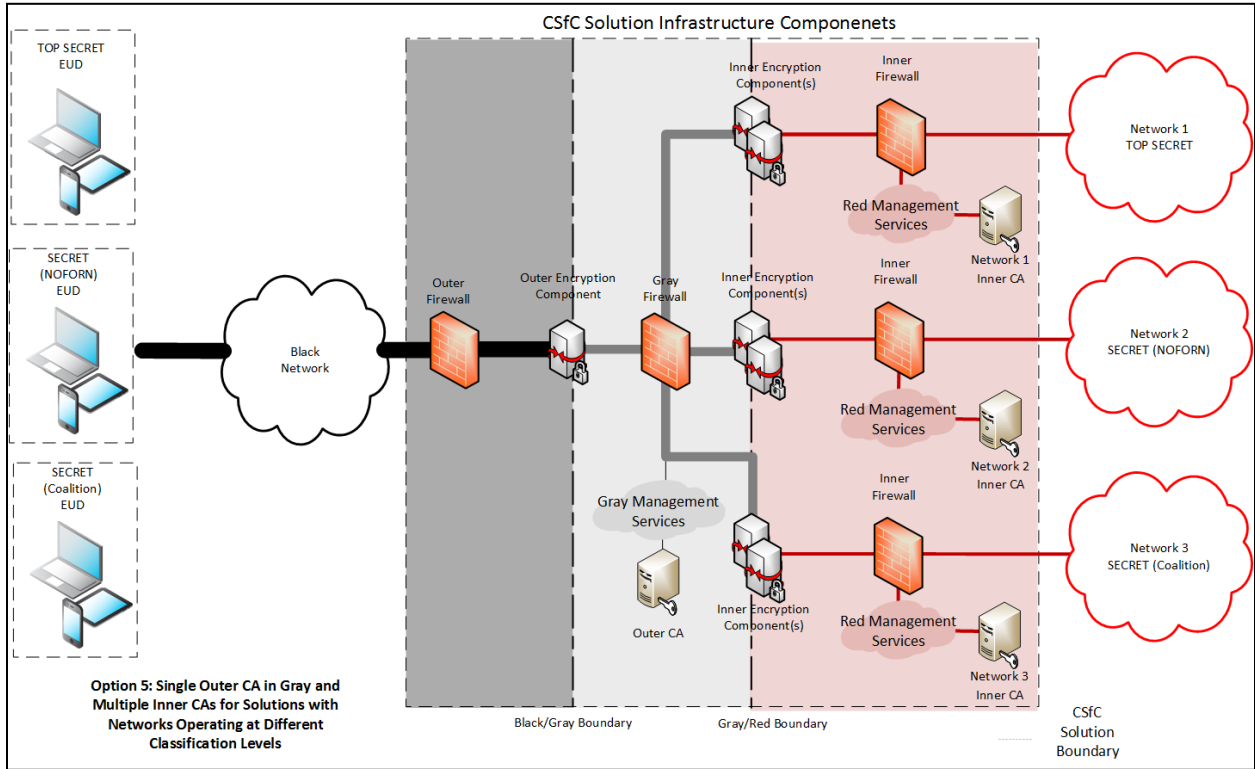 CSfC Solution Infrastructure Componenets
TOP SECRET
EUD
SECRET
(NOFORN)
EUD
SECRET
(Coalition)
EUD
Black
Network
Outer
Firewall
Outer Encryption
Component
Gray
Firewall
Inner Encryption
Component(s)
Inner
Firewall
Red Management
Services
Network 1
Inner CA
Network 1
TOP SECRET
Inner Encryption
Component(s)
Inner
Firewall
Red Management
Services
Network 2
Inner CA
Network 2
SECRET (NOFORN)
Gray Management
Services
Outer CA
Inner Encryption
Component(s)
Inner
Firewall
Red Management
Services
Network 3
Inner CA
Network 3
SECRET (Coalition)
Option 5: Single Outer CA in Gray and
Multiple Inner CAs for Solutions with
Networks Operating at Different
Classification Levels
Black/Gray Boundary
Gray/Red Boundary
CSfC
Solution
Boundary